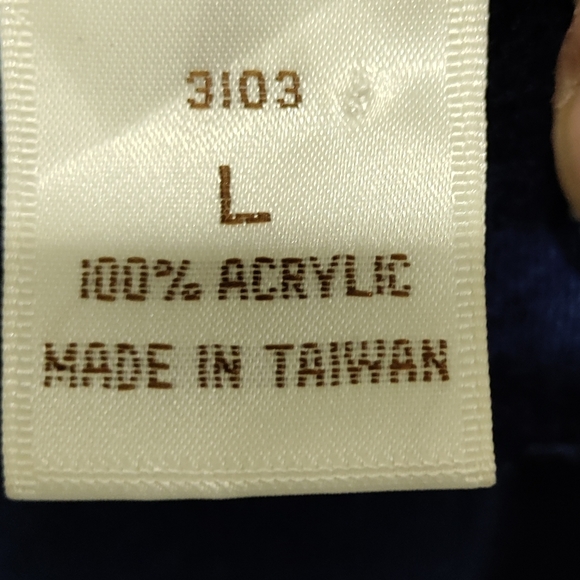 3103
L
100% ACRYLIC
MADE IN TAIWAN